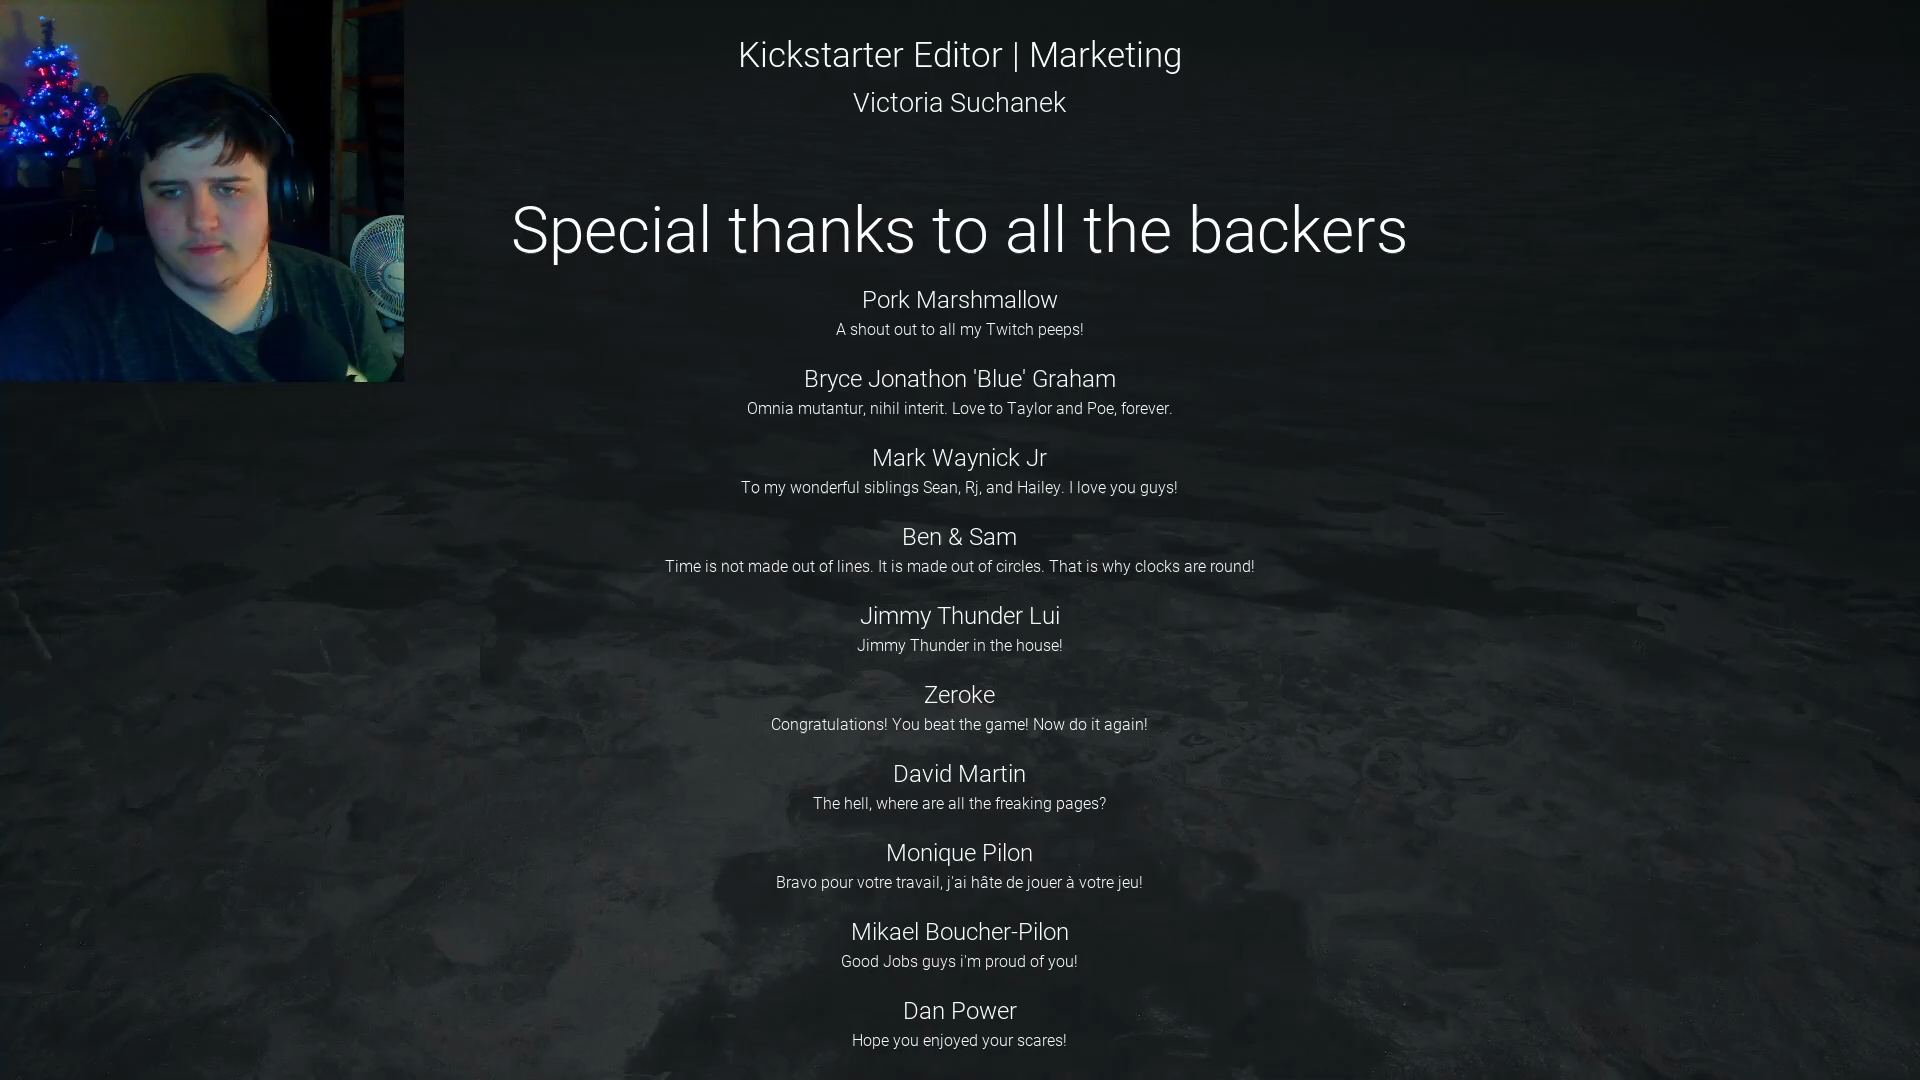 Kickstarter Editor | Marketing
Victoria Suchanek
Special thanks to all the backers
Pork Marshmallow
A shout out to all my Twitch peeps!
Bryce Jonathon 'Blue' Graham
Omnia mutantur, nihil interit. Love to Taylor and Poe, forever.
Mark Waynick Jr
To my wonderful siblings Sean, Rj, and Hailey. I love you guys!
Ben & Sam
Time is not made out of lines. It is made out of circles. That is why clocks are round!
Jimmy Thunder Lui
Jimmy Thunder in the house!
Zeroke
Congratulations! You beat the game! Now do it again!
David Martin
The hell, where are all the freaking pages?
Monique Pilon
Bravo pour votre travail, j'ai hâte de jouer à votre jeu!
Mikael Boucher-Pilon
Good Jobs guys i'm proud of you!
Dan Power
Hope you enjoyed your scares!